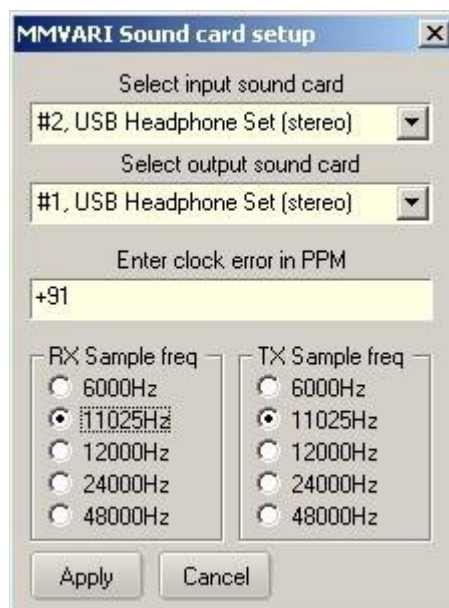 MMVARI Sound card setup
Select input sound card
#2, USB Headphone Set (stereo)
Select output sound card
#1, USB Headphone Set (stereo)
Enter clock error in PPM
+91
RX Sample freq
6000Hz
11025Hz
12000Hz
24000Hz
48000Hz
TX Sample freq
6000Hz
11025Hz
12000Hz
24000Hz
48000Hz
Apply
Cancel